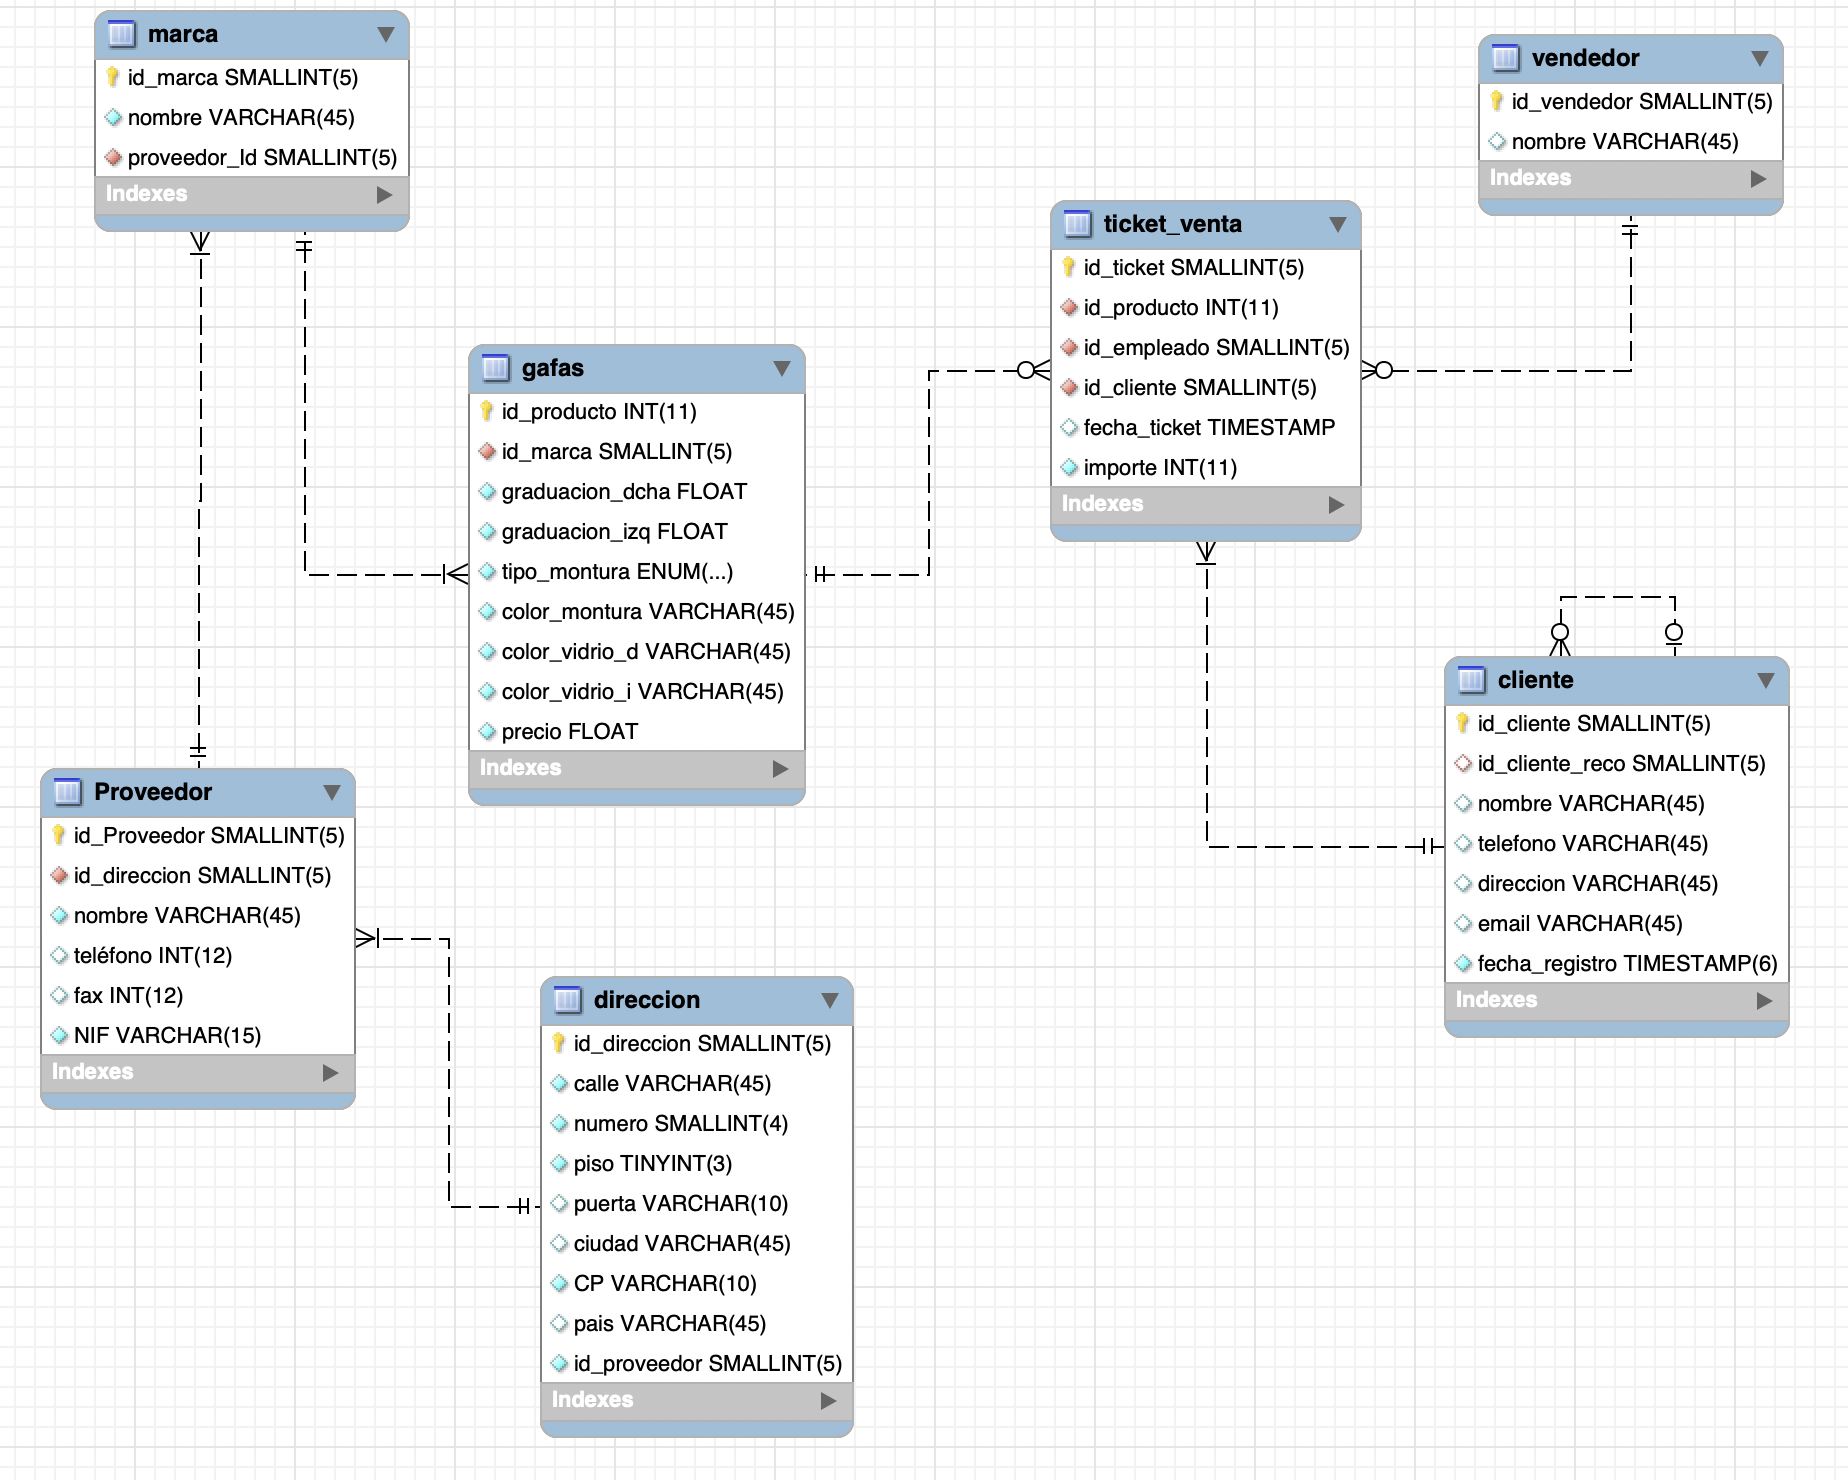 marca
id_marca SMALLINT(5)
nombre VARCHAR(45)
proveedor_Id SMALLINT(5)
Indexes
vendedor
id_vendedor SMALLINT(5)
nombre VARCHAR(45)
Indexes
ticket_venta
id_ticket SMALLINT(5)
id_producto INT(11)
id_empleado SMALLINT(5)
id_cliente SMALLINT(5)
fecha_ticket TIMESTAMP
importe INT(11)
Indexes
gafas
id_producto INT(11)
id_marca SMALLINT(5)
graduacion_dcha FLOAT
graduacion_izq FLOAT
tipo_montura ENUM(...)
color_montura VARCHAR(45)
color_vidrio_d VARCHAR(45)
color_vidrio_i VARCHAR(45)
precio FLOAT
Indexes
cliente
id_cliente SMALLINT(5)
id_cliente_reco SMALLINT(5)
nombre VARCHAR(45)
telefono VARCHAR(45)
direccion VARCHAR(45)
email VARCHAR(45)
fecha_registro TIMESTAMP(6)
Indexes
Proveedor
id_Proveedor SMALLINT(5)
id_direccion SMALLINT(5)
nombre VARCHAR(45)
teléfono INT(12)
fax INT(12)
NIF VARCHAR(15)
Indexes
direccion
id_direccion SMALLINT(5)
calle VARCHAR(45)
numero SMALLINT(4)
piso TINYINT(3)
puerta VARCHAR(10)
ciudad VARCHAR(45)
CP VARCHAR(10)
pais VARCHAR(45)
id_proveedor SMALLINT(5)
Indexes